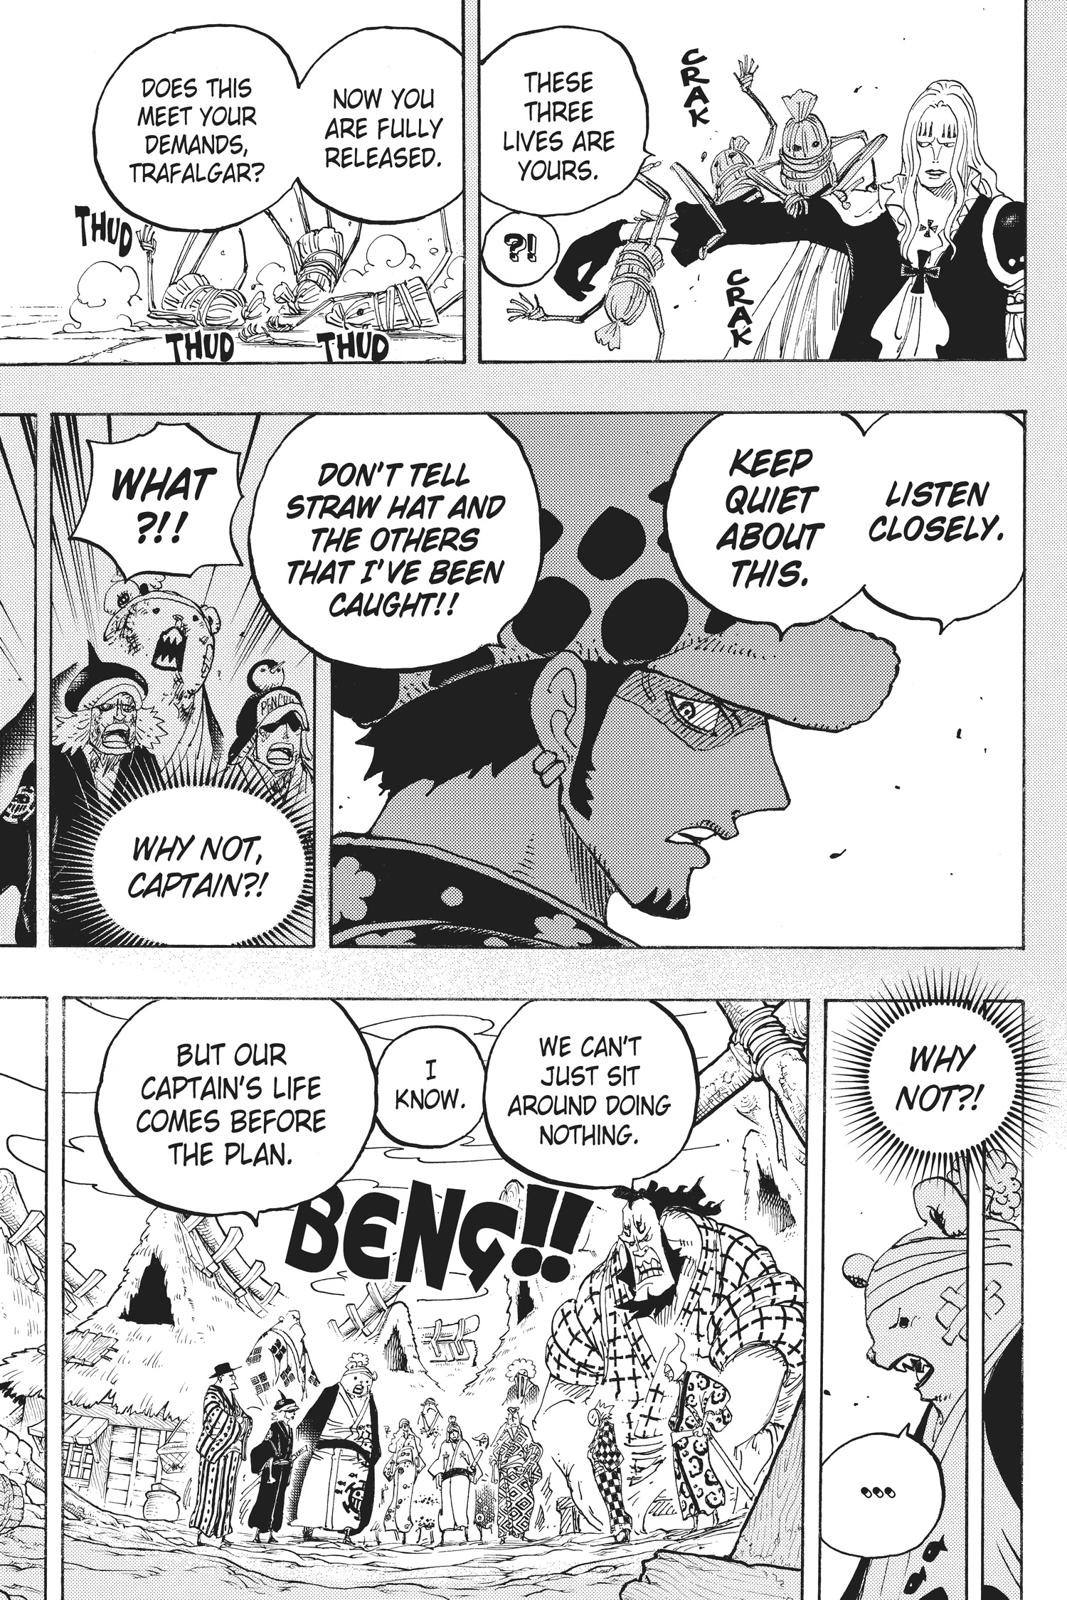 THESE
THREE
LIVES ARE
YOURS.
CRAK
?!
CRAK
NOW YOU
ARE FULLY
RELEASED.
DOES THIS
MEET YOUR
DEMANDS,
TRAFALGAR?
THUD
THUD
THUD
LISTEN
CLOSELY.
KEEP
QUIET
ABOUT
THIS.
DON'T TELL
STRAW HAT AND
THE OTHERS
THAT I'VE BEEN
CAUGHT!!
WHAT
?!!
PENGUIN
WHY NOT,
CAPTAIN?!
WHY
NOT?!
...
WE CAN'T
JUST SIT
AROUND DOING
NOTHING.
I
KNOW.
BUT OUR
CAPTAIN'S LIFE
COMES BEFORE
THE PLAN.
BENG!!